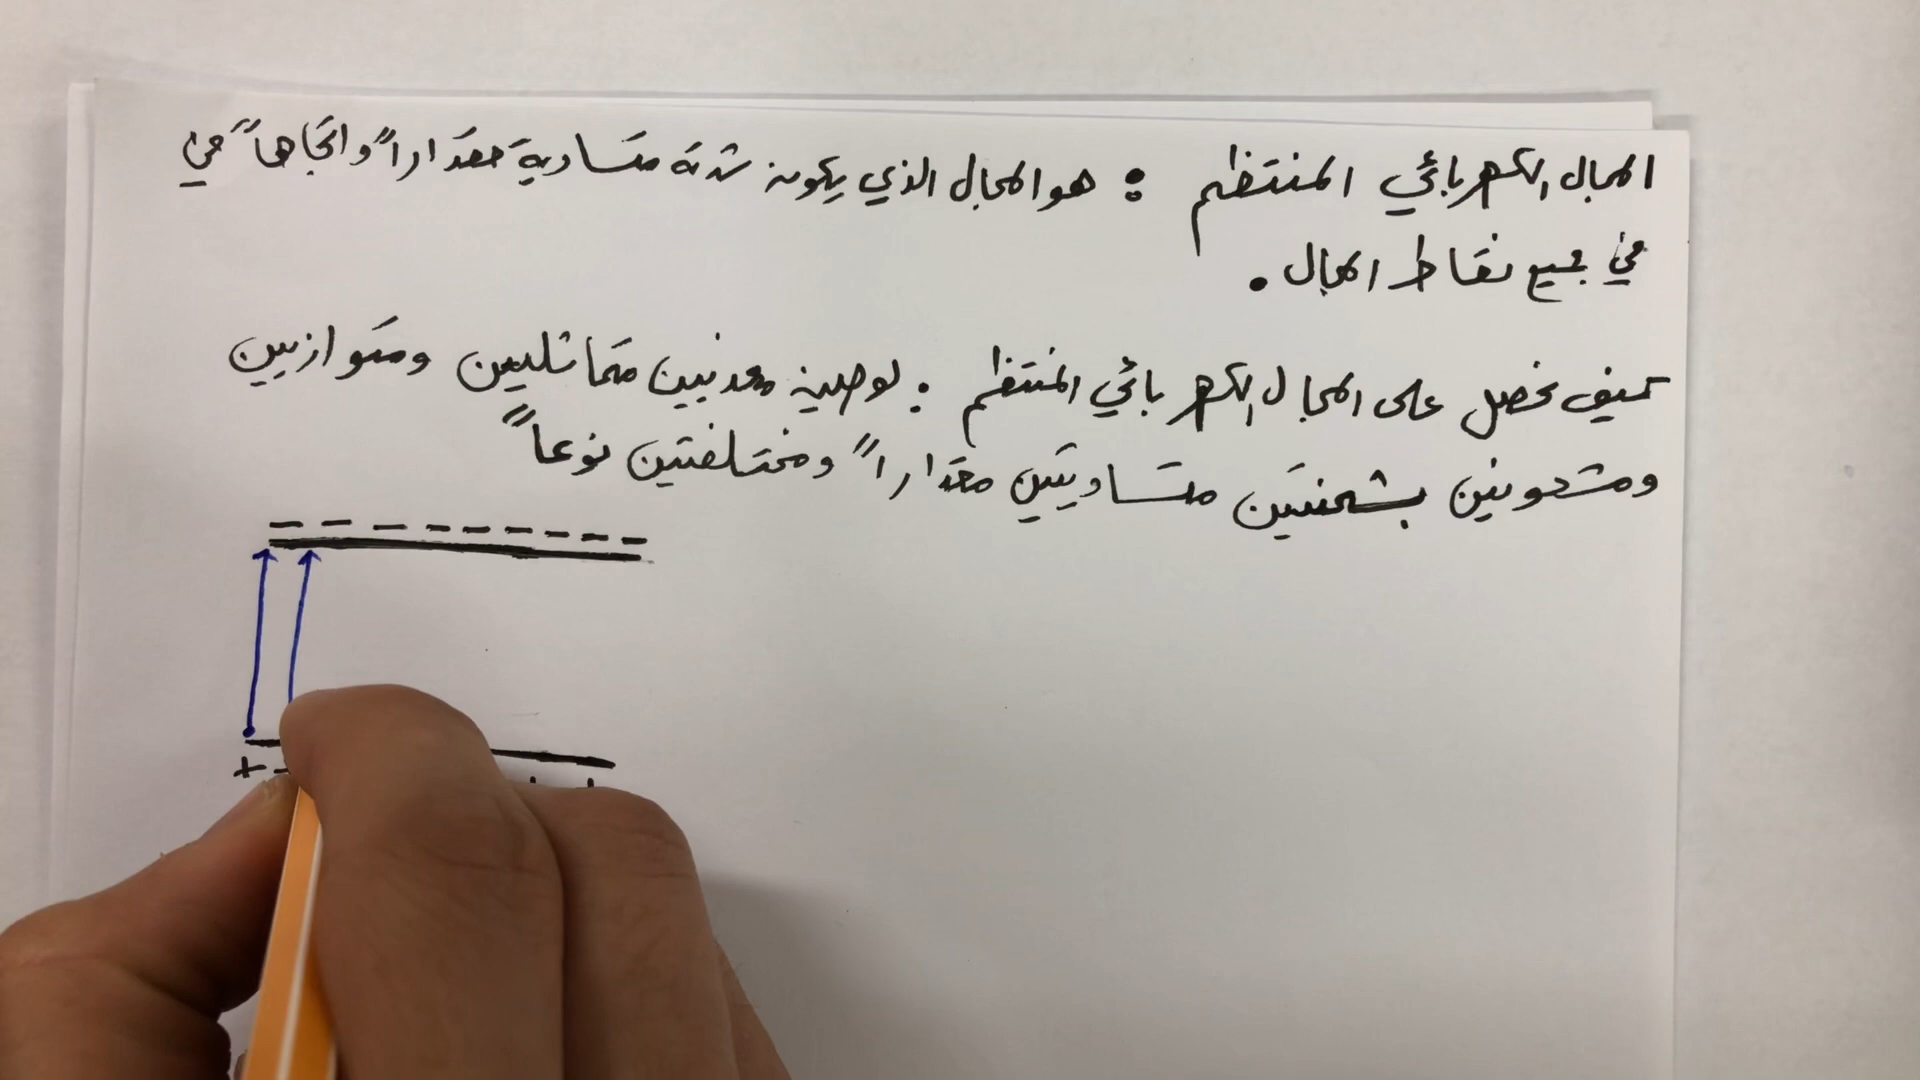 المجال الكهربائي المنتظم : هو المجال الذي يكون شدته متساوية مقداراً واتجاهاً في
في جميع نقاط المجال .
كيف نحصل على المجال الكهربائي المنتظم : لوحين معدنيين متماثليين ومتوازيين
ومشحونين بشحنتين متساويتين مقداراً ومختلفتين نوعاً